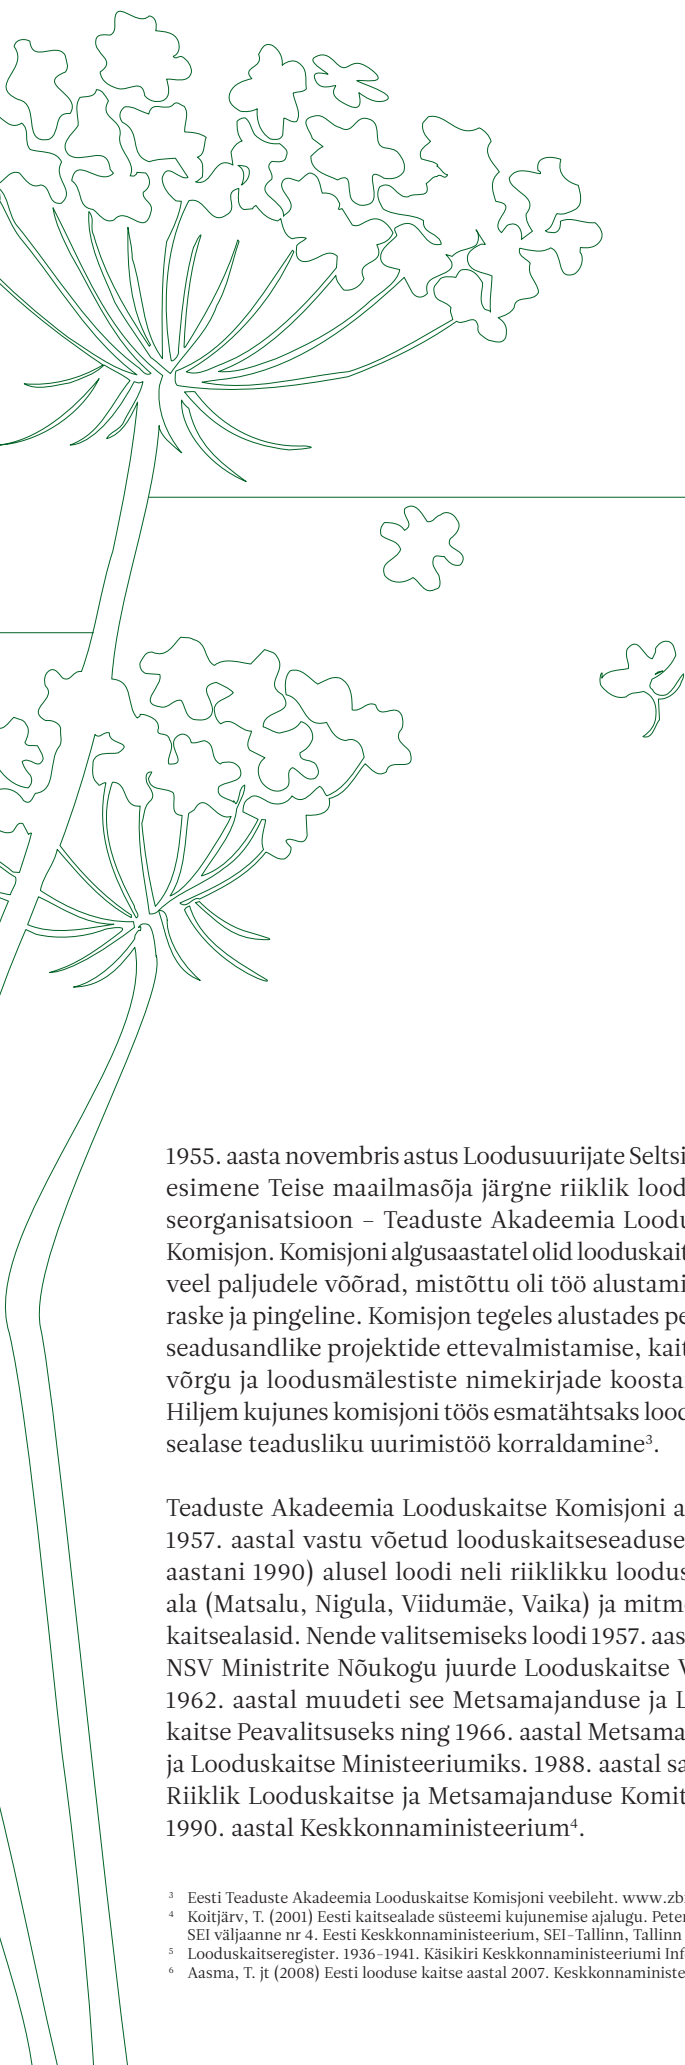 1955. aasta novembris astus Loodusuurijate Seltsi
esimene Teise maailmasõja järgne riiklik lood
seorganisatsioon – Teaduste Akadeemia Loodu
Komisjon. Komisjoni algusaastatel olid looduskait
veel paljudele võõrad, mistõttu oli töö alustami
raske ja pingeline. Komisjon tegeles alustades pe
seadusandlike projektide ettevalmistamise, kait
võrgu ja loodusmälestiste nimekirjade koosta
Hiljem kujunes komisjoni töös esmatähtsaks lood
sealase teadusliku uurimistöö korraldamine³.
Teaduste Akadeemia Looduskaitse Komisjoni a
1957. aastal vastu võetud looduskaitseseaduse
aastani 1990) alusel loodi neli riiklikku loodus
ala (Matsalu, Nigula, Viidumäe, Vaika) ja mitm
kaitsealasid. Nende valitsemiseks loodi 1957. aas
NSV Ministrite Nõukogu juurde Looduskaitse V
1962. aastal muudeti see Metsamajanduse ja L
kaitse Peavalitsuseks ning 1966. aastal Metsama
ja Looduskaitse Ministeeriumiks. 1988. aastal sa
Riiklik Looduskaitse ja Metsamajanduse Komit
1990. aastal Keskkonnaministeerium⁴.
³ Eesti Teaduste Akadeemia Looduskaitse Komisjoni veebileht. www.zb
⁴ Koitjärv, T. (2001) Eesti kaitsealade süsteemi kujunemise ajalugu. Peter
SEI väljaanne nr 4. Eesti Keskkonnaministeerium, SEI-Tallinn, Tallinn
⁵ Looduskaitseregister. 1936-1941. Käsikiri Keskkonnaministeeriumi Inf
⁶ Aasma, T. jt (2008) Eesti looduse kaitse aastal 2007. Keskkonnaministe